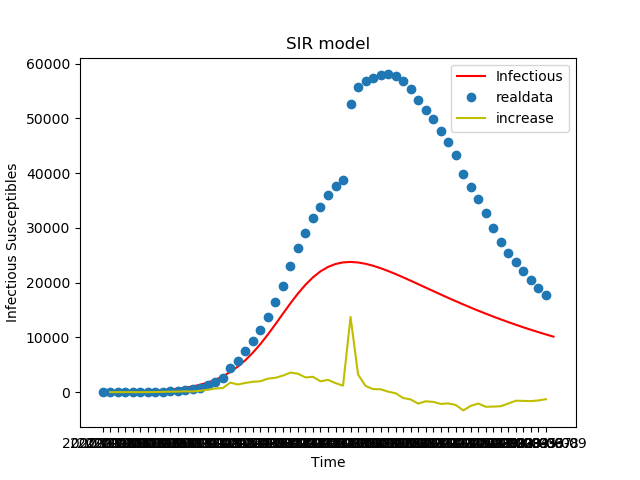 SIR model
60000
50000
40000
30000
20000
10000
0
Infectious Susceptibles
Infectious
realdata
increase
Time